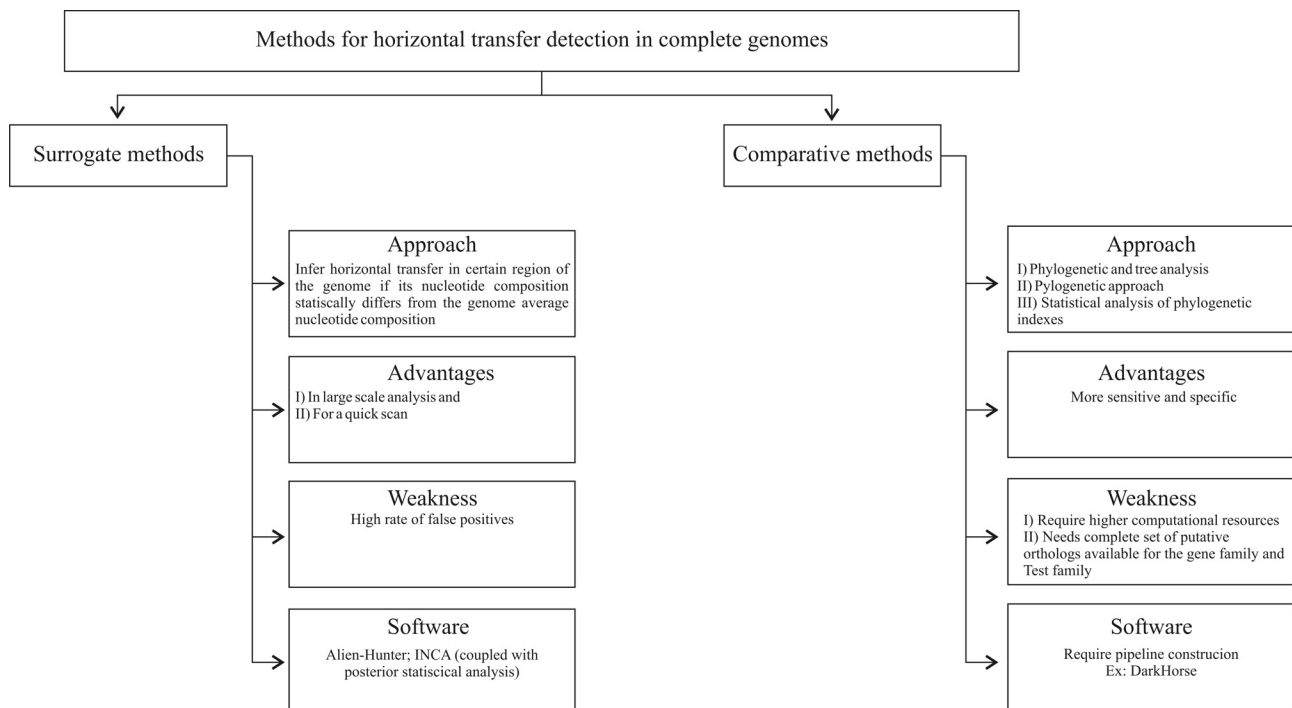 Methods for horizontal transfer detection in complete genomes
Surrogate methods
Approach
Infer horizontal transfer in certain region of
the genome if its nucleotide composition
statiscally differs from the genome average
nucleotide composition
Advantages
I) In large scale analysis and
II) For a quick scan
Weakness
High rate of false positives
Software
Alien-Hunter; INCA (coupled with
posterior statiscical analysis)
Comparative methods
Approach
I) Phylogenetic and tree analysis
II) Pylogenetic approach
III) Statistical analysis of phylogenetic
indexes
Advantages
More sensitive and specific
Weakness
I) Require higher computational resources
II) Needs complete set of putative
orthologs available for the gene family and
Test family
Software
Require pipeline construcion
Ex: DarkHorse